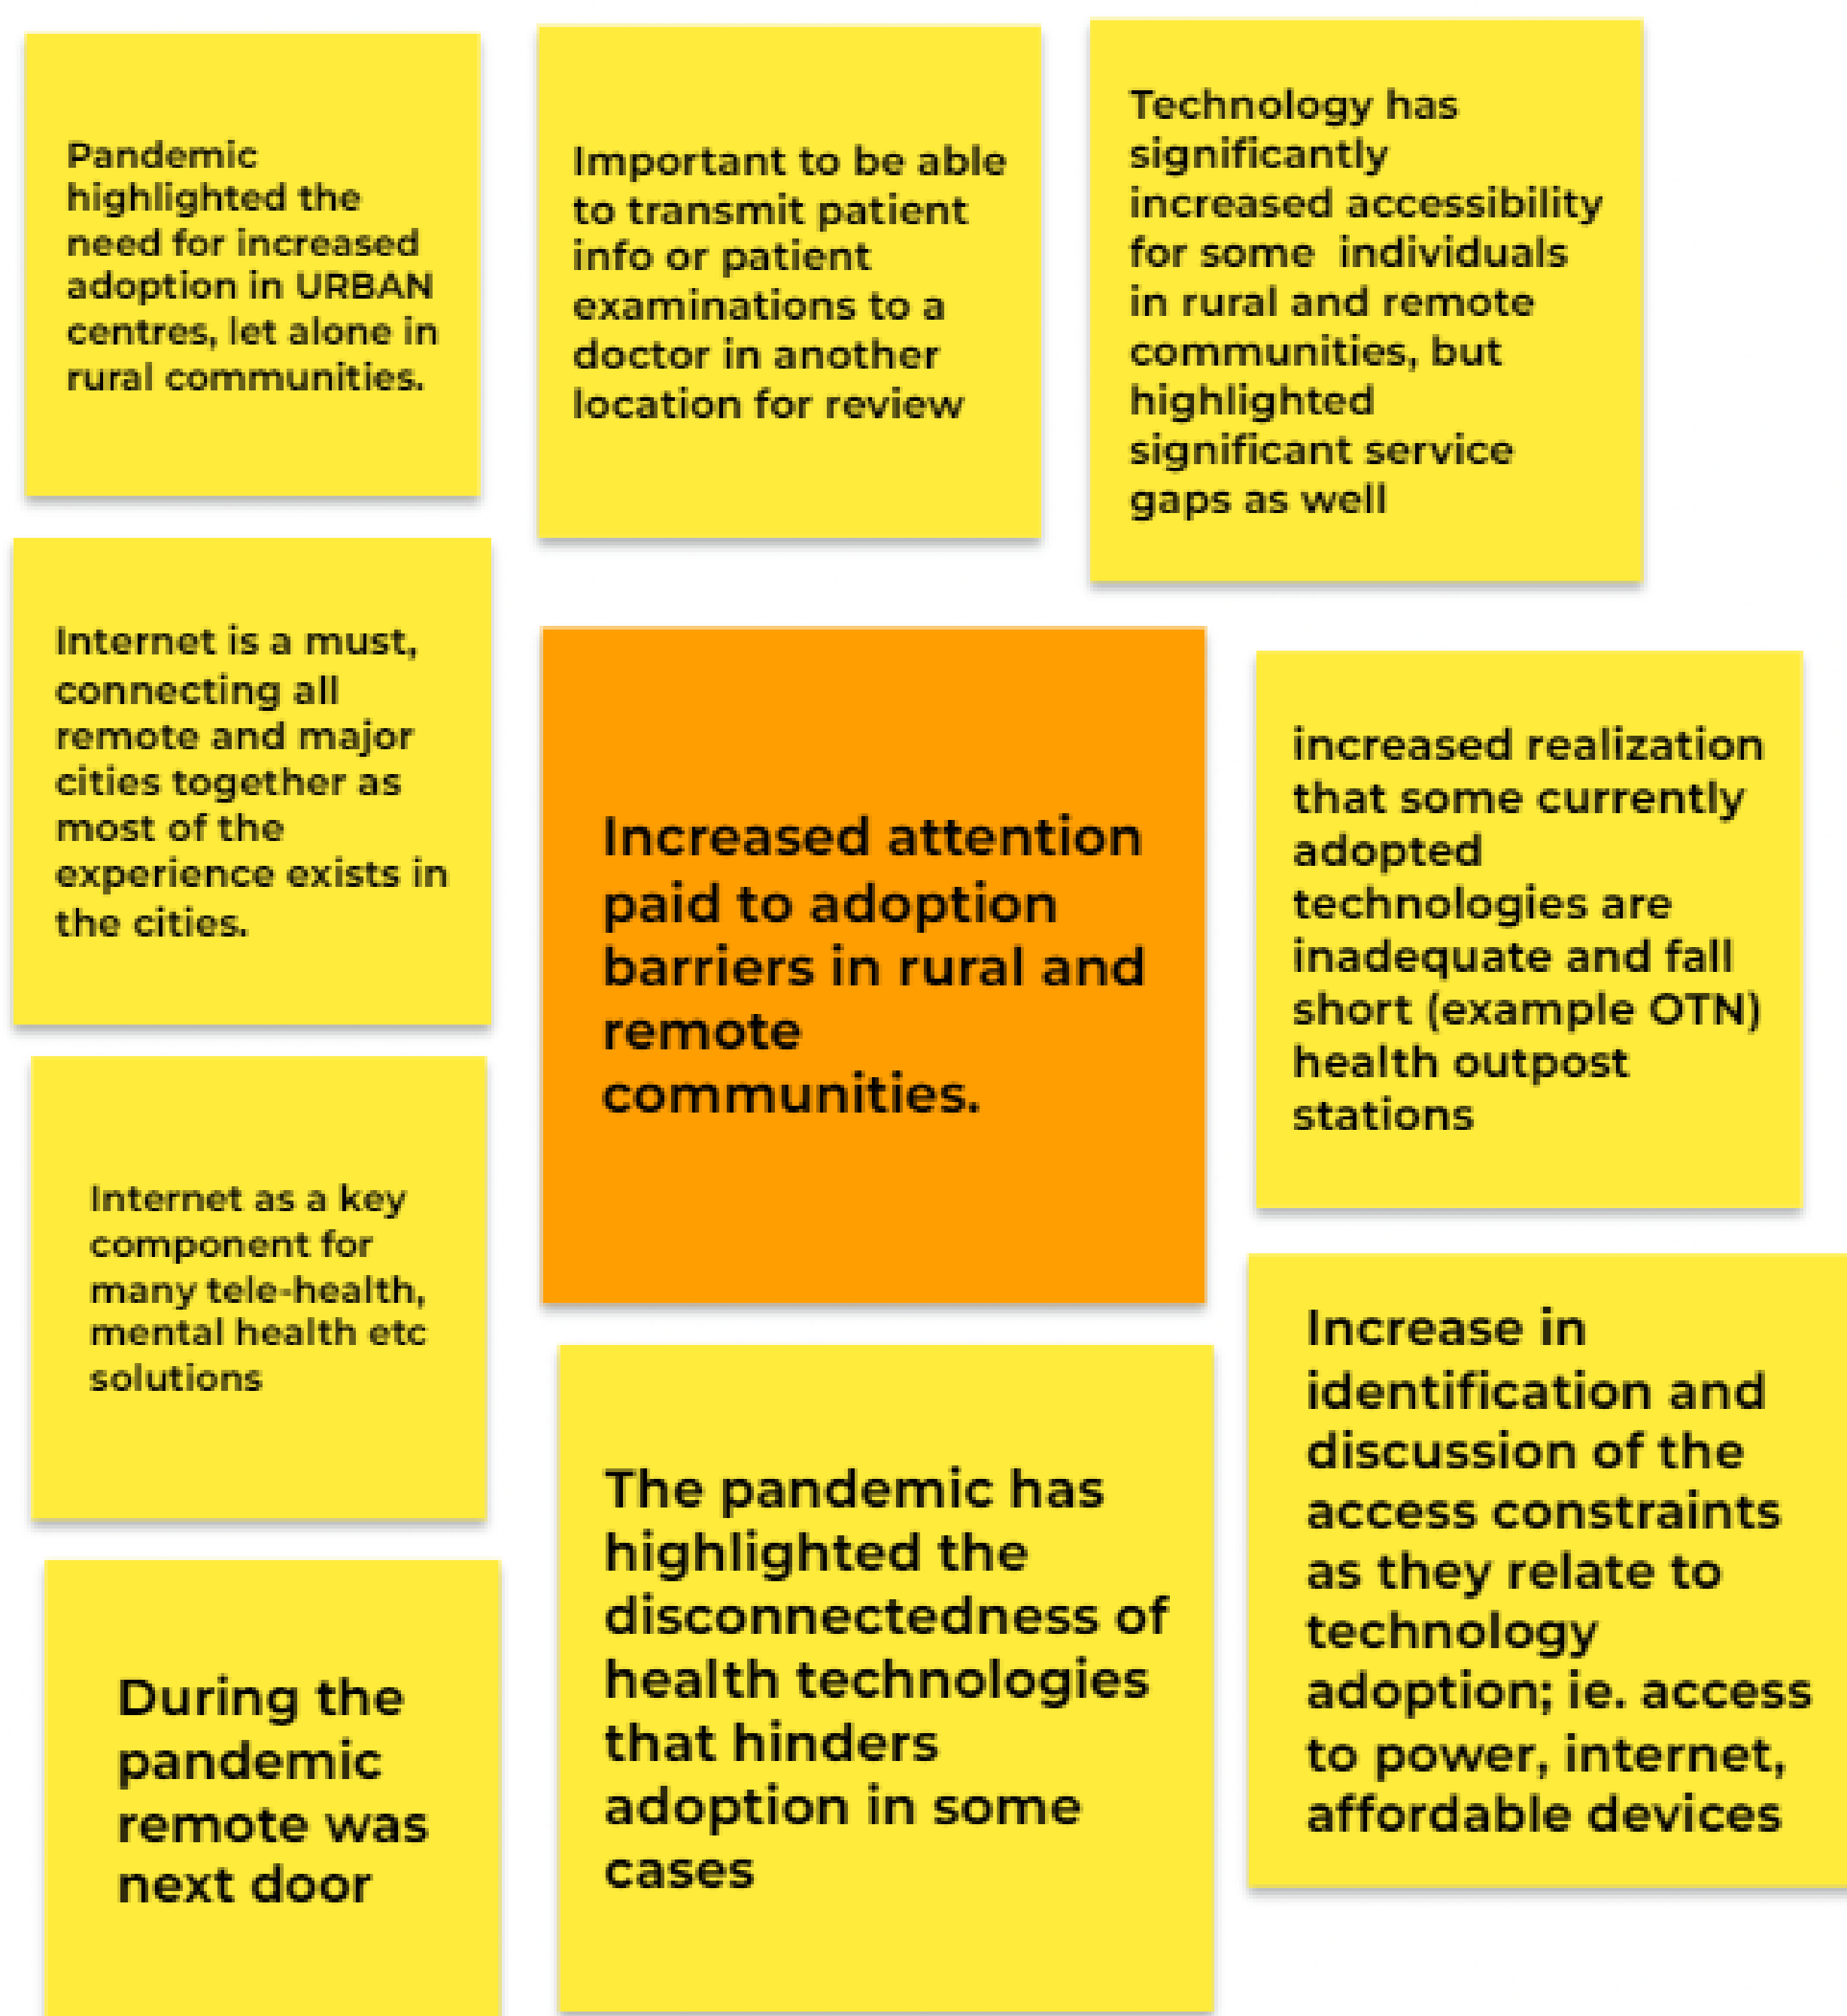 Pandemic
highlighted the
need for increased
adoption in URBAN
centres, let alone in
rural communities.
Important to be able
to transmit patient
info or patient
examinations to a
doctor in another
location for review
Technology has
significantly
increased accessibility
for some  individuals
in rural and remote
communities, but
highlighted
significant service
gaps as well
Internet is a must,
connecting all
remote and major
cities together as
most of the
experience exists in
the cities.
Increased attention
paid to adoption
barriers in rural and
remote
communities.
increased realization
that some currently
adopted
technologies are
inadequate and fall
short (example OTN)
health outpost
stations
Internet as a key
component for
many tele-health,
mental health etc
solutions
The pandemic has
highlighted the
disconnectedness of
health technologies
that hinders
adoption in some
cases
Increase in
identification and
discussion of the
access constraints
as they relate to
technology
adoption; ie. access
to power, internet,
affordable devices
During the
pandemic
remote was
next door